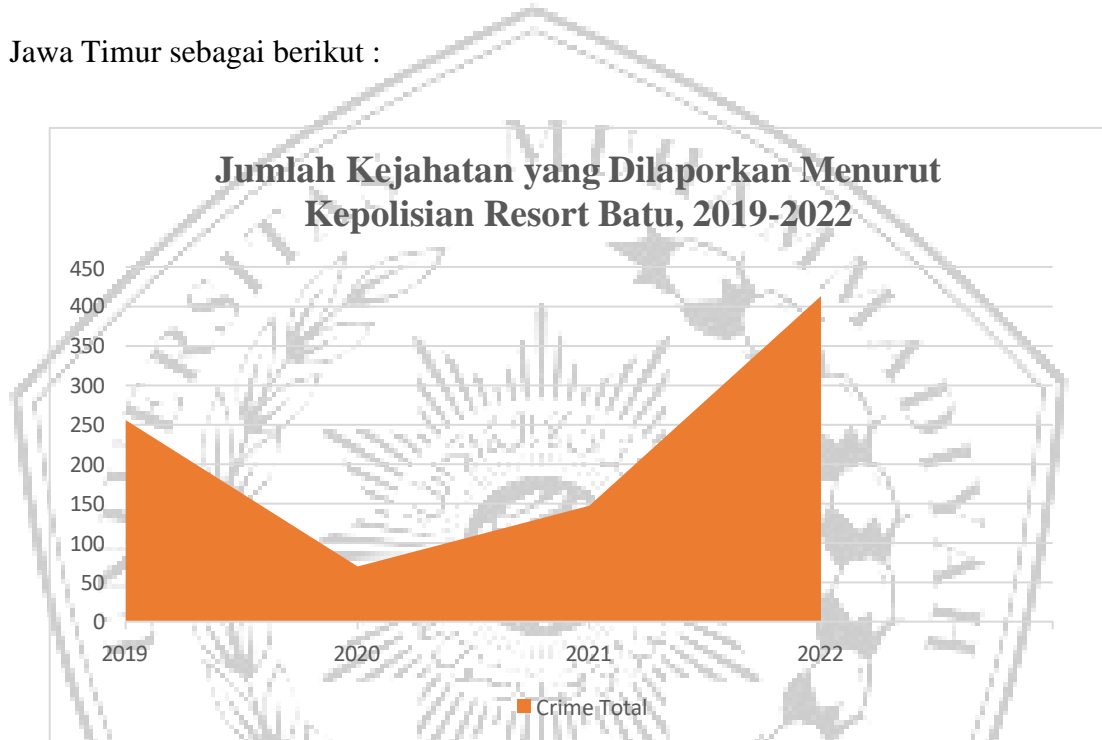 Jawa Timur sebagai berikut :
Jumlah Kejahatan yang Dilaporkan Menurut
Kepolisian Resort Batu, 2019-2022
450
400
350
300
250
200
150
100
50
0
2019 2020 2021 2022
Crime Total